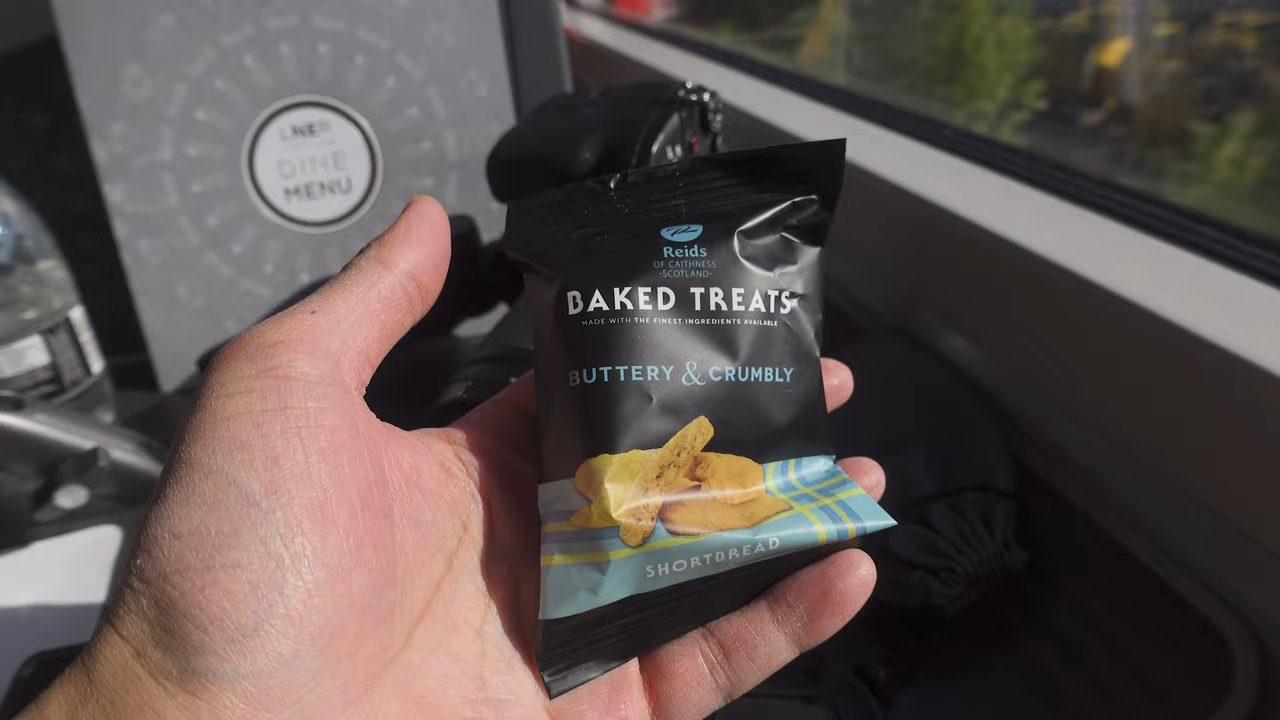 LNER
DINE
MENU
Reids
OF CAITHNESS
-SCOTLAND-
BAKED TREATS
MADE WITH THE FINEST INGREDIENTS AVAILABLE
BUTTERY & CRUMBLY
SHORTBREAD